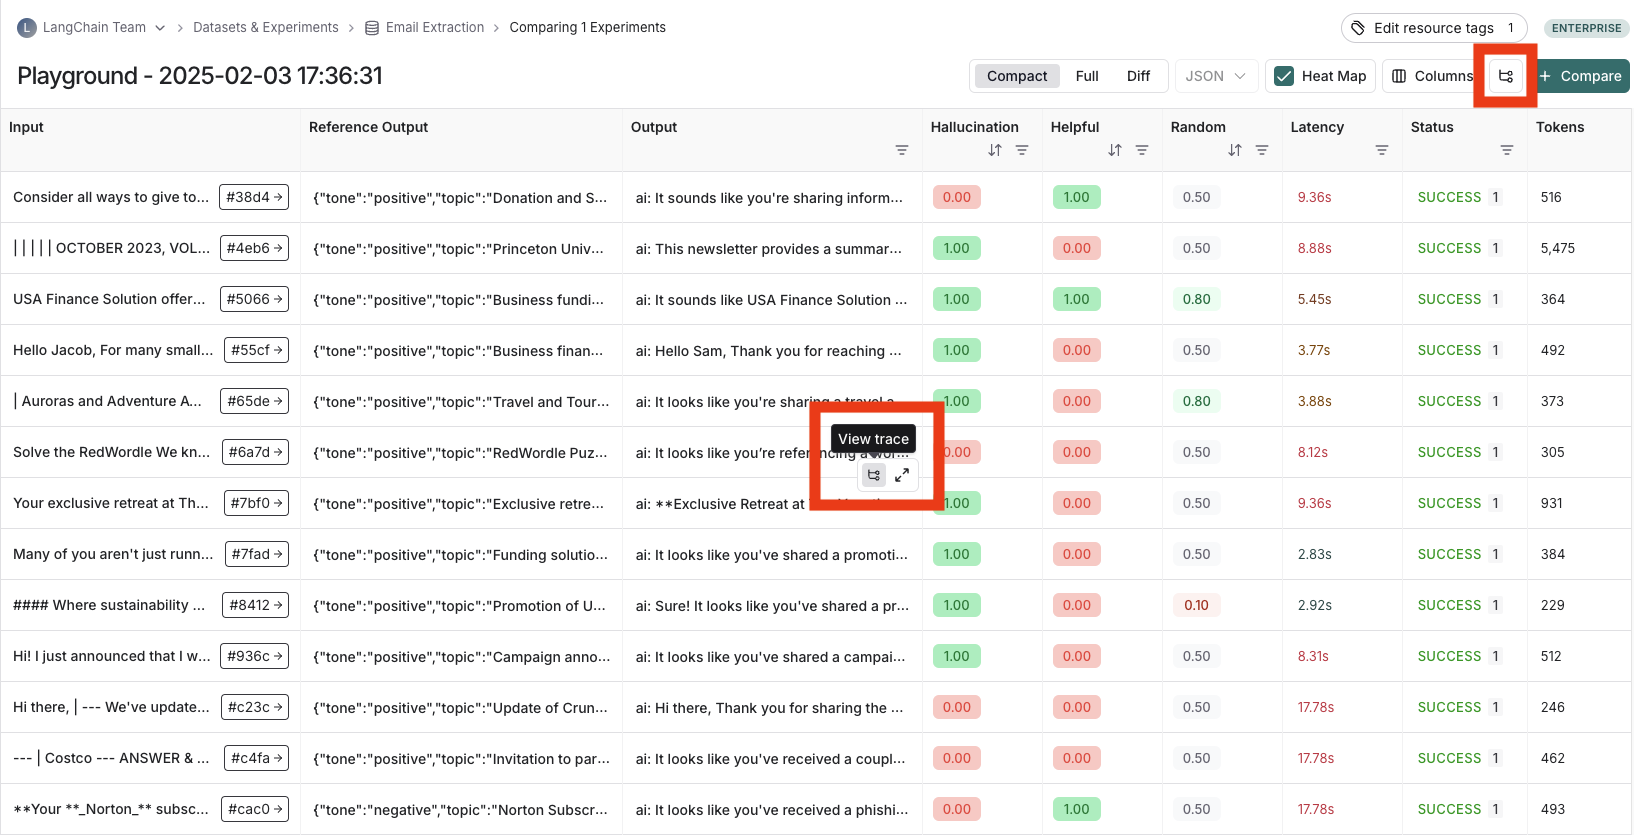 L LangChain Team > Datasets & Experiments > Email Extraction > Comparing 1 Experiments
Edit resource tags 1 ENTERPRISE
Playground - 2025-02-03 17:36:31
Compact Full Diff JSON Heat Map Columns + Compare
Input Reference Output Output Hallucination Helpful Random Latency Status Tokens
Consider all ways to give to... #38d4 → {"tone":"positive","topic":"Donation and S... ai: It sounds like you're sharing inform... 0.00 1.00 0.50 9.36s SUCCESS 1 516
| | | | | OCTOBER 2023, VOL... #4eb6 → {"tone":"positive","topic":"Princeton Univ... ai: This newsletter provides a summar... 1.00 0.00 0.50 8.88s SUCCESS 1 5,475
USA Finance Solution offer... #5066 → {"tone":"positive","topic":"Business fundi... ai: It sounds like USA Finance Solution ... 1.00 1.00 0.80 5.45s SUCCESS 1 364
Hello Jacob, For many small... #55cf → {"tone":"positive","topic":"Business finan... ai: Hello Sam, Thank you for reaching ... 1.00 0.00 0.50 3.77s SUCCESS 1 492
| Auroras and Adventure A... #65de → {"tone":"positive","topic":"Travel and Tour... ai: It looks like you're sharing a travel a... 1.00 0.00 0.80 3.88s SUCCESS 1 373
View trace
Solve the RedWordle We kn... #6a7d → {"tone":"positive","topic":"RedWordle Puz... ai: It looks like you're referencing a wor... 0.00 0.00 0.50 8.12s SUCCESS 1 305
Your exclusive retreat at Th... #7bf0 → {"tone":"positive","topic":"Exclusive retre... ai: **Exclusive Retreat at 1.00 0.00 0.50 9.36s SUCCESS 1 931
Many of you aren't just runn... #7fad → {"tone":"positive","topic":"Funding solutio... ai: It looks like you've shared a promoti... 1.00 0.00 0.50 2.83s SUCCESS 1 384
#### Where sustainability ... #8412 → {"tone":"positive","topic":"Promotion of U... ai: Sure! It looks like you've shared a pr... 1.00 0.00 0.10 2.92s SUCCESS 1 229
Hi! I just announced that I w... #936c → {"tone":"positive","topic":"Campaign anno... ai: It looks like you've shared a campai... 1.00 0.00 0.50 8.31s SUCCESS 1 512
Hi there, | --- We've update... #c23c → {"tone":"positive","topic":"Update of Crun... ai: Hi there, Thank you for sharing the ... 0.00 0.00 0.50 17.78s SUCCESS 1 246
--- | Costco --- ANSWER & ... #c4fa → {"tone":"positive","topic":"Invitation to par... ai: It looks like you've received a coupl... 0.00 0.00 0.50 17.78s SUCCESS 1 462
**Your **_Norton_** subsc... #cac0 → {"tone":"negative","topic":"Norton Subscr... ai: It looks like you've received a phishi... 0.00 1.00 0.50 17.78s SUCCESS 1 493